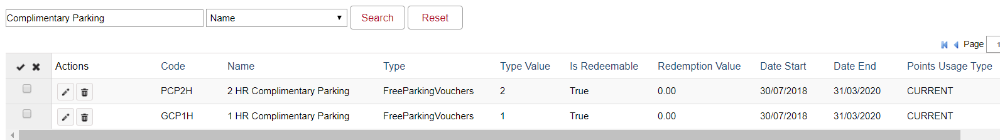 Complimentary Parking Name Search Reset
Page 1
Actions Code Name Type Type Value Is Redeemable Redemption Value Date Start Date End Points Usage Type
PCP2H 2 HR Complimentary Parking FreeParkingVouchers 2 True 0.00 30/07/2018 31/03/2020 CURRENT
GCP1H 1 HR Complimentary Parking FreeParkingVouchers 1 True 0.00 30/07/2018 31/03/2020 CURRENT